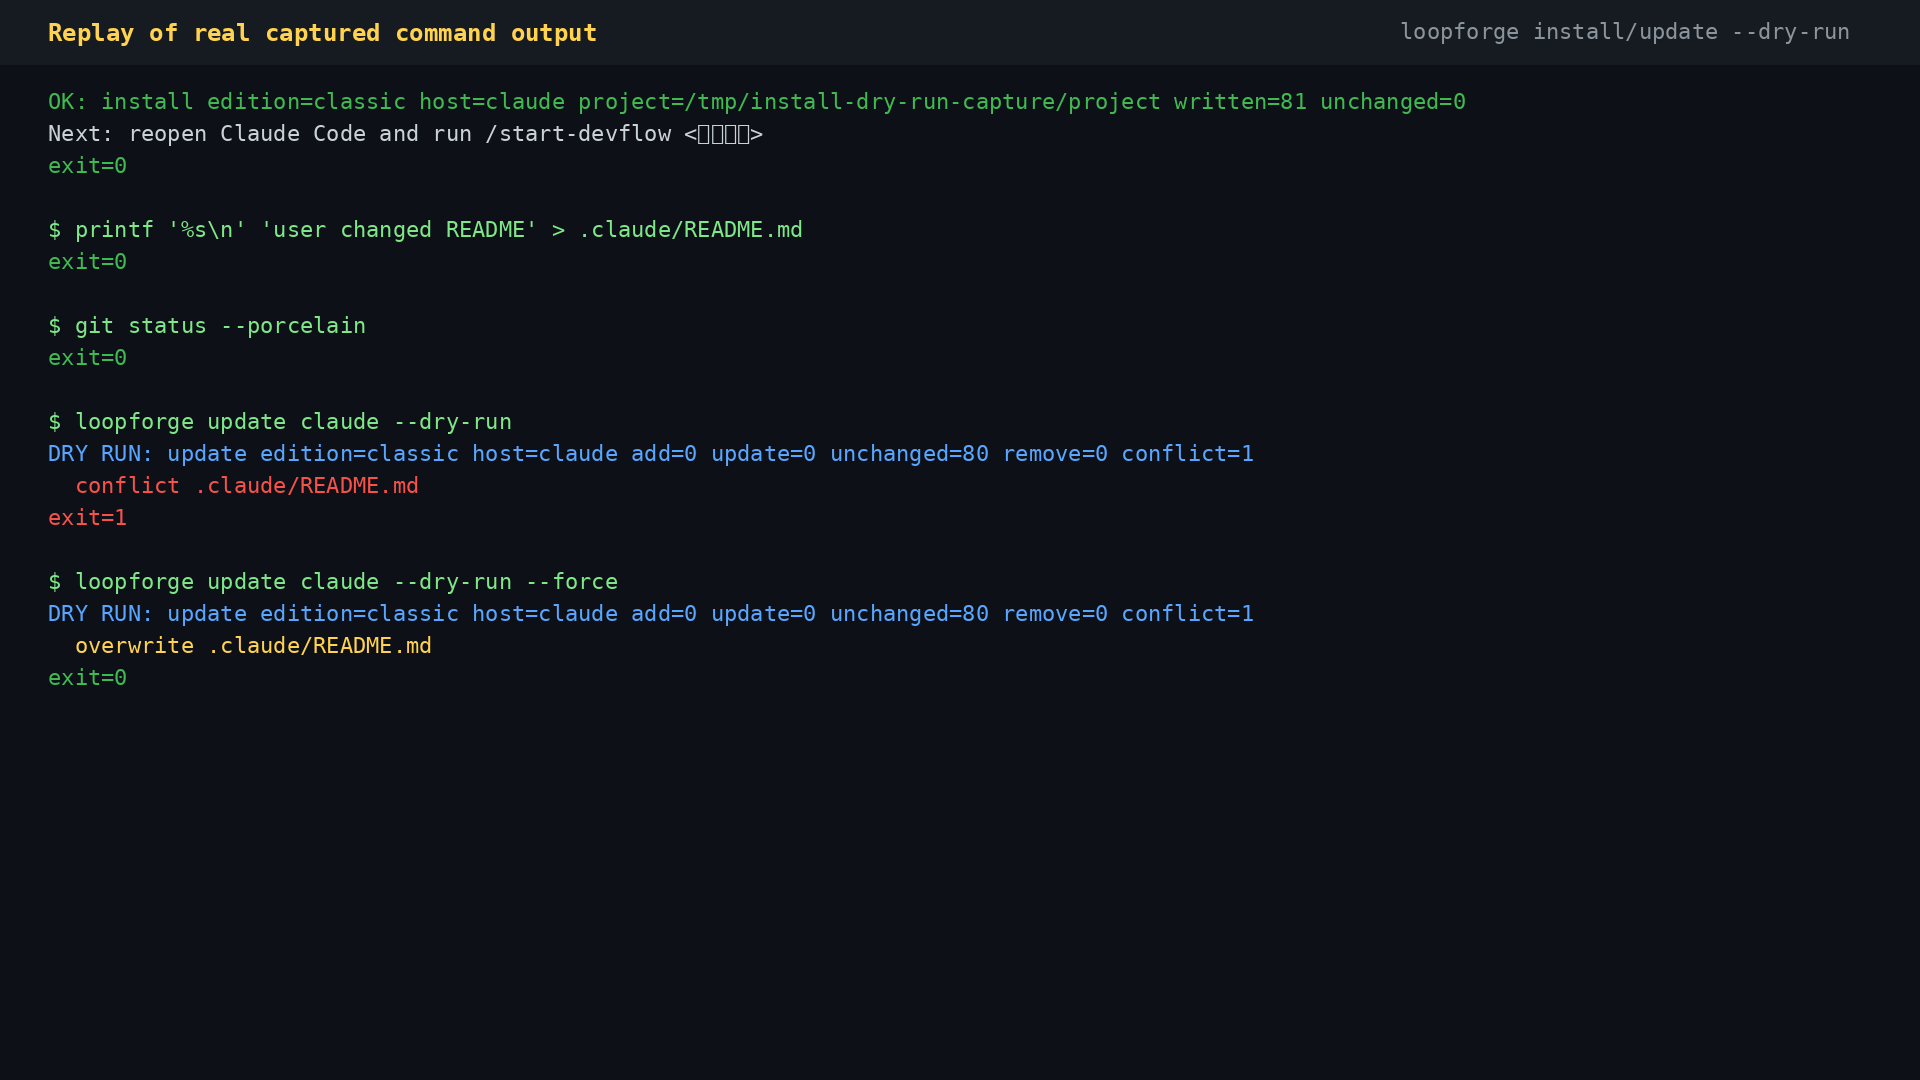 Replay of real captured command output
loopforge install/update --dry-run
OK: install edition=classic host=claude project=/tmp/install-dry-run-capture/project written=81 unchanged=0
Next: reopen Claude Code and run /start-devflow <□□□□>
exit=0
$ printf '%s\n' 'user changed README' > .claude/README.md
exit=0
$ git status --porcelain
exit=0
$ loopforge update claude --dry-run
DRY RUN: update edition=classic host=claude add=0 update=0 unchanged=80 remove=0 conflict=1
conflict .claude/README.md
exit=1
$ loopforge update claude --dry-run --force
DRY RUN: update edition=classic host=claude add=0 update=0 unchanged=80 remove=0 conflict=1
overwrite .claude/README.md
exit=0